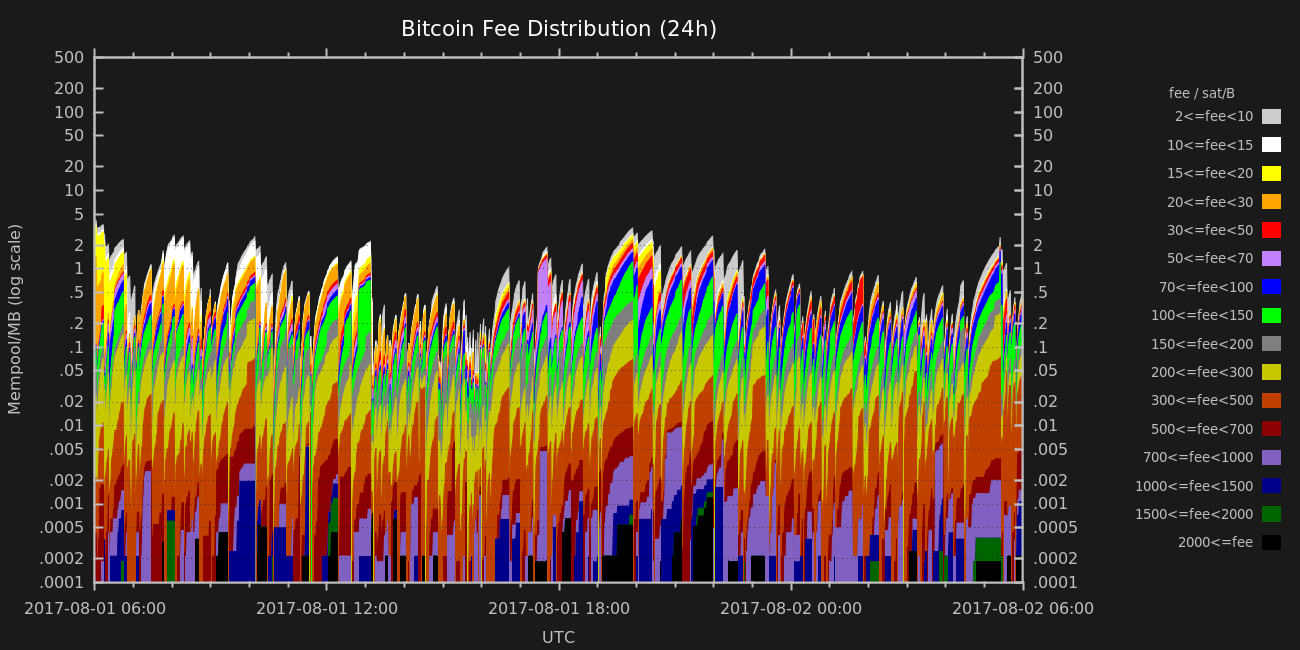 Bitcoin Fee Distribution (24h)
500 500
200 200
100 100
50 50
20 20
10 10
5 5
2 2
1 1
.5 .5
.2 .2
.1 .1
.05 .05
.02 .02
.01 .01
.005 .005
.002 .002
.001 .001
.0005 .0005
.0002 .0002
.0001 .0001
Mempool/MB (log scale)
2017-08-01 06:00 2017-08-01 12:00 2017-08-01 18:00 2017-08-02 00:00 2017-08-02 06:00
UTC
fee / sat/B
2<=fee<10
10<=fee<15
15<=fee<20
20<=fee<30
30<=fee<50
50<=fee<70
70<=fee<100
100<=fee<150
150<=fee<200
200<=fee<300
300<=fee<500
500<=fee<700
700<=fee<1000
1000<=fee<1500
1500<=fee<2000
2000<=fee